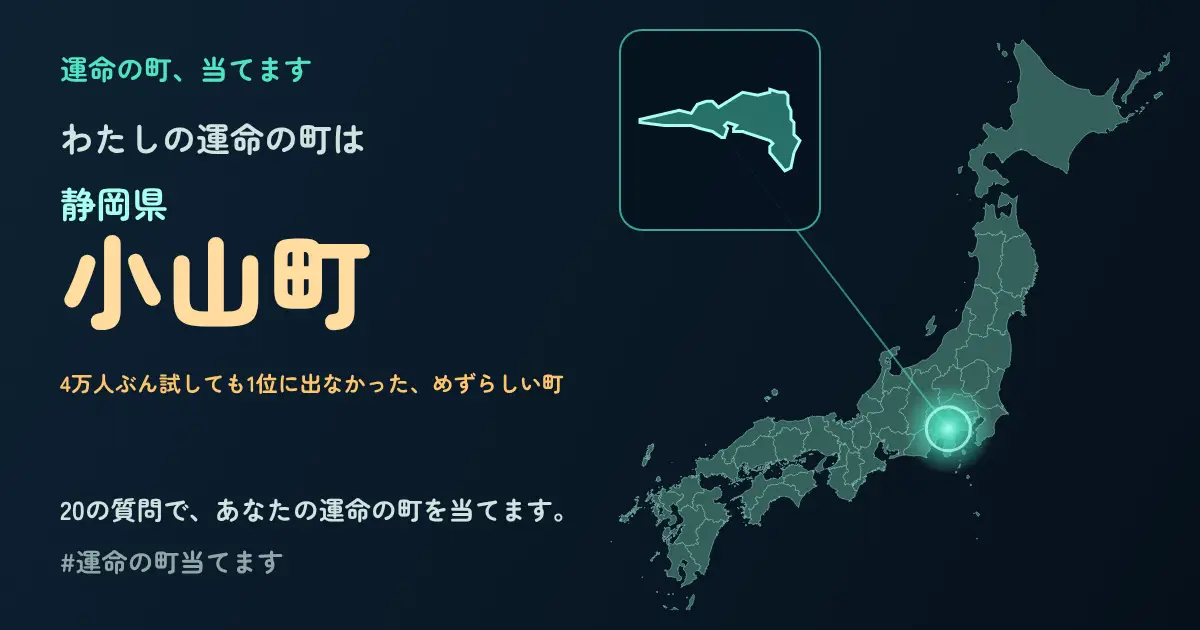 運命の町、当てます
わたしの運命の町は
静岡県
小山町
4万人ぶん試しても1位に出なかった、めずらしい町
20の質問で、あなたの運命の町を当てます。
#運命の町当てます